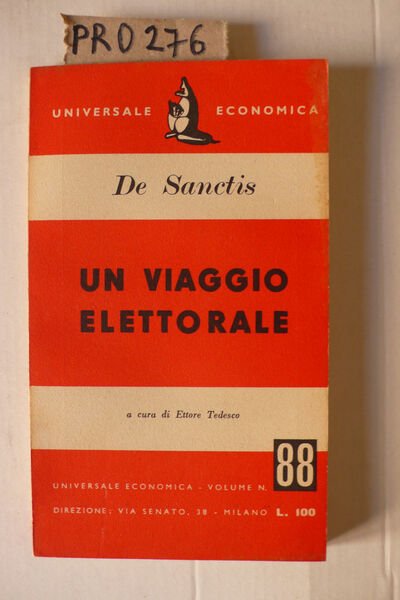 PRO276
UNIVERSALE ECONOMICA
De Sanctis
UN VIAGGIO
ELETTORALE
a cura di Ettore Tedesco
UNIVERSALE ECONOMICA - VOLUME N. 88
DIREZIONE: VIA SENATO, 38 - MILANO L. 100